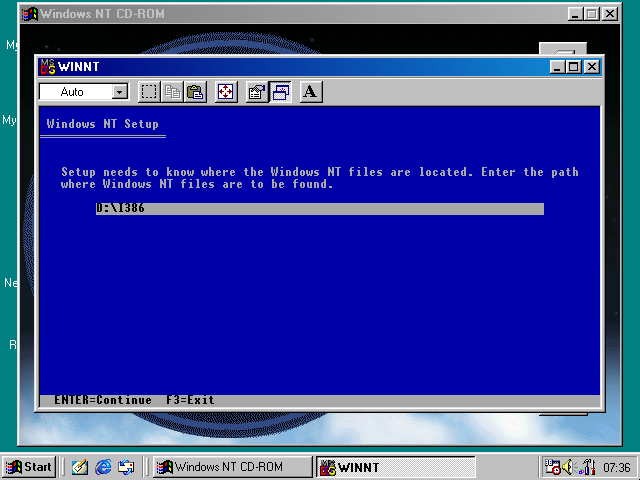 Windows NT CD-ROM
My
My
Ne
R
WINNT
Auto
A
Windows NT Setup
Setup needs to know where the Windows NT files are located. Enter the path
where Windows NT files are to be found.
D:\I386
ENTER=Continue F3=Exit
Start
Windows NT CD-ROM
WINNT
07:36